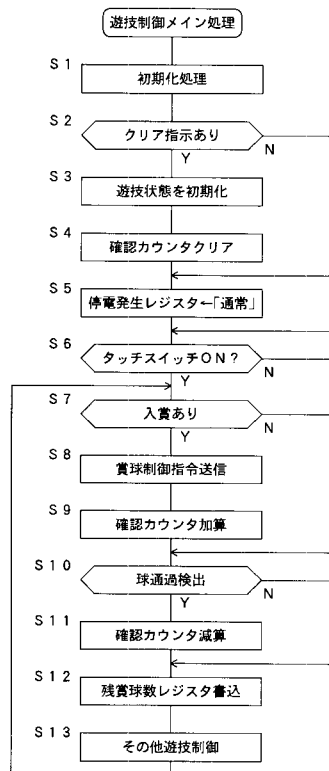 遊技制御メイン処理
S1
初期化処理
S2
クリア指示あり
N
Y
S3
遊技状態を初期化
S4
確認カウンタクリア
S5
停電発生レジスタ←「通常」
S6
タッチスイッチON？
N
Y
S7
入賞あり
N
Y
S8
賞球制御指令送信
S9
確認カウンタ加算
S10
球通過検出
N
Y
S11
確認カウンタ減算
S12
残賞球数レジスタ書込
S13
その他遊技制御